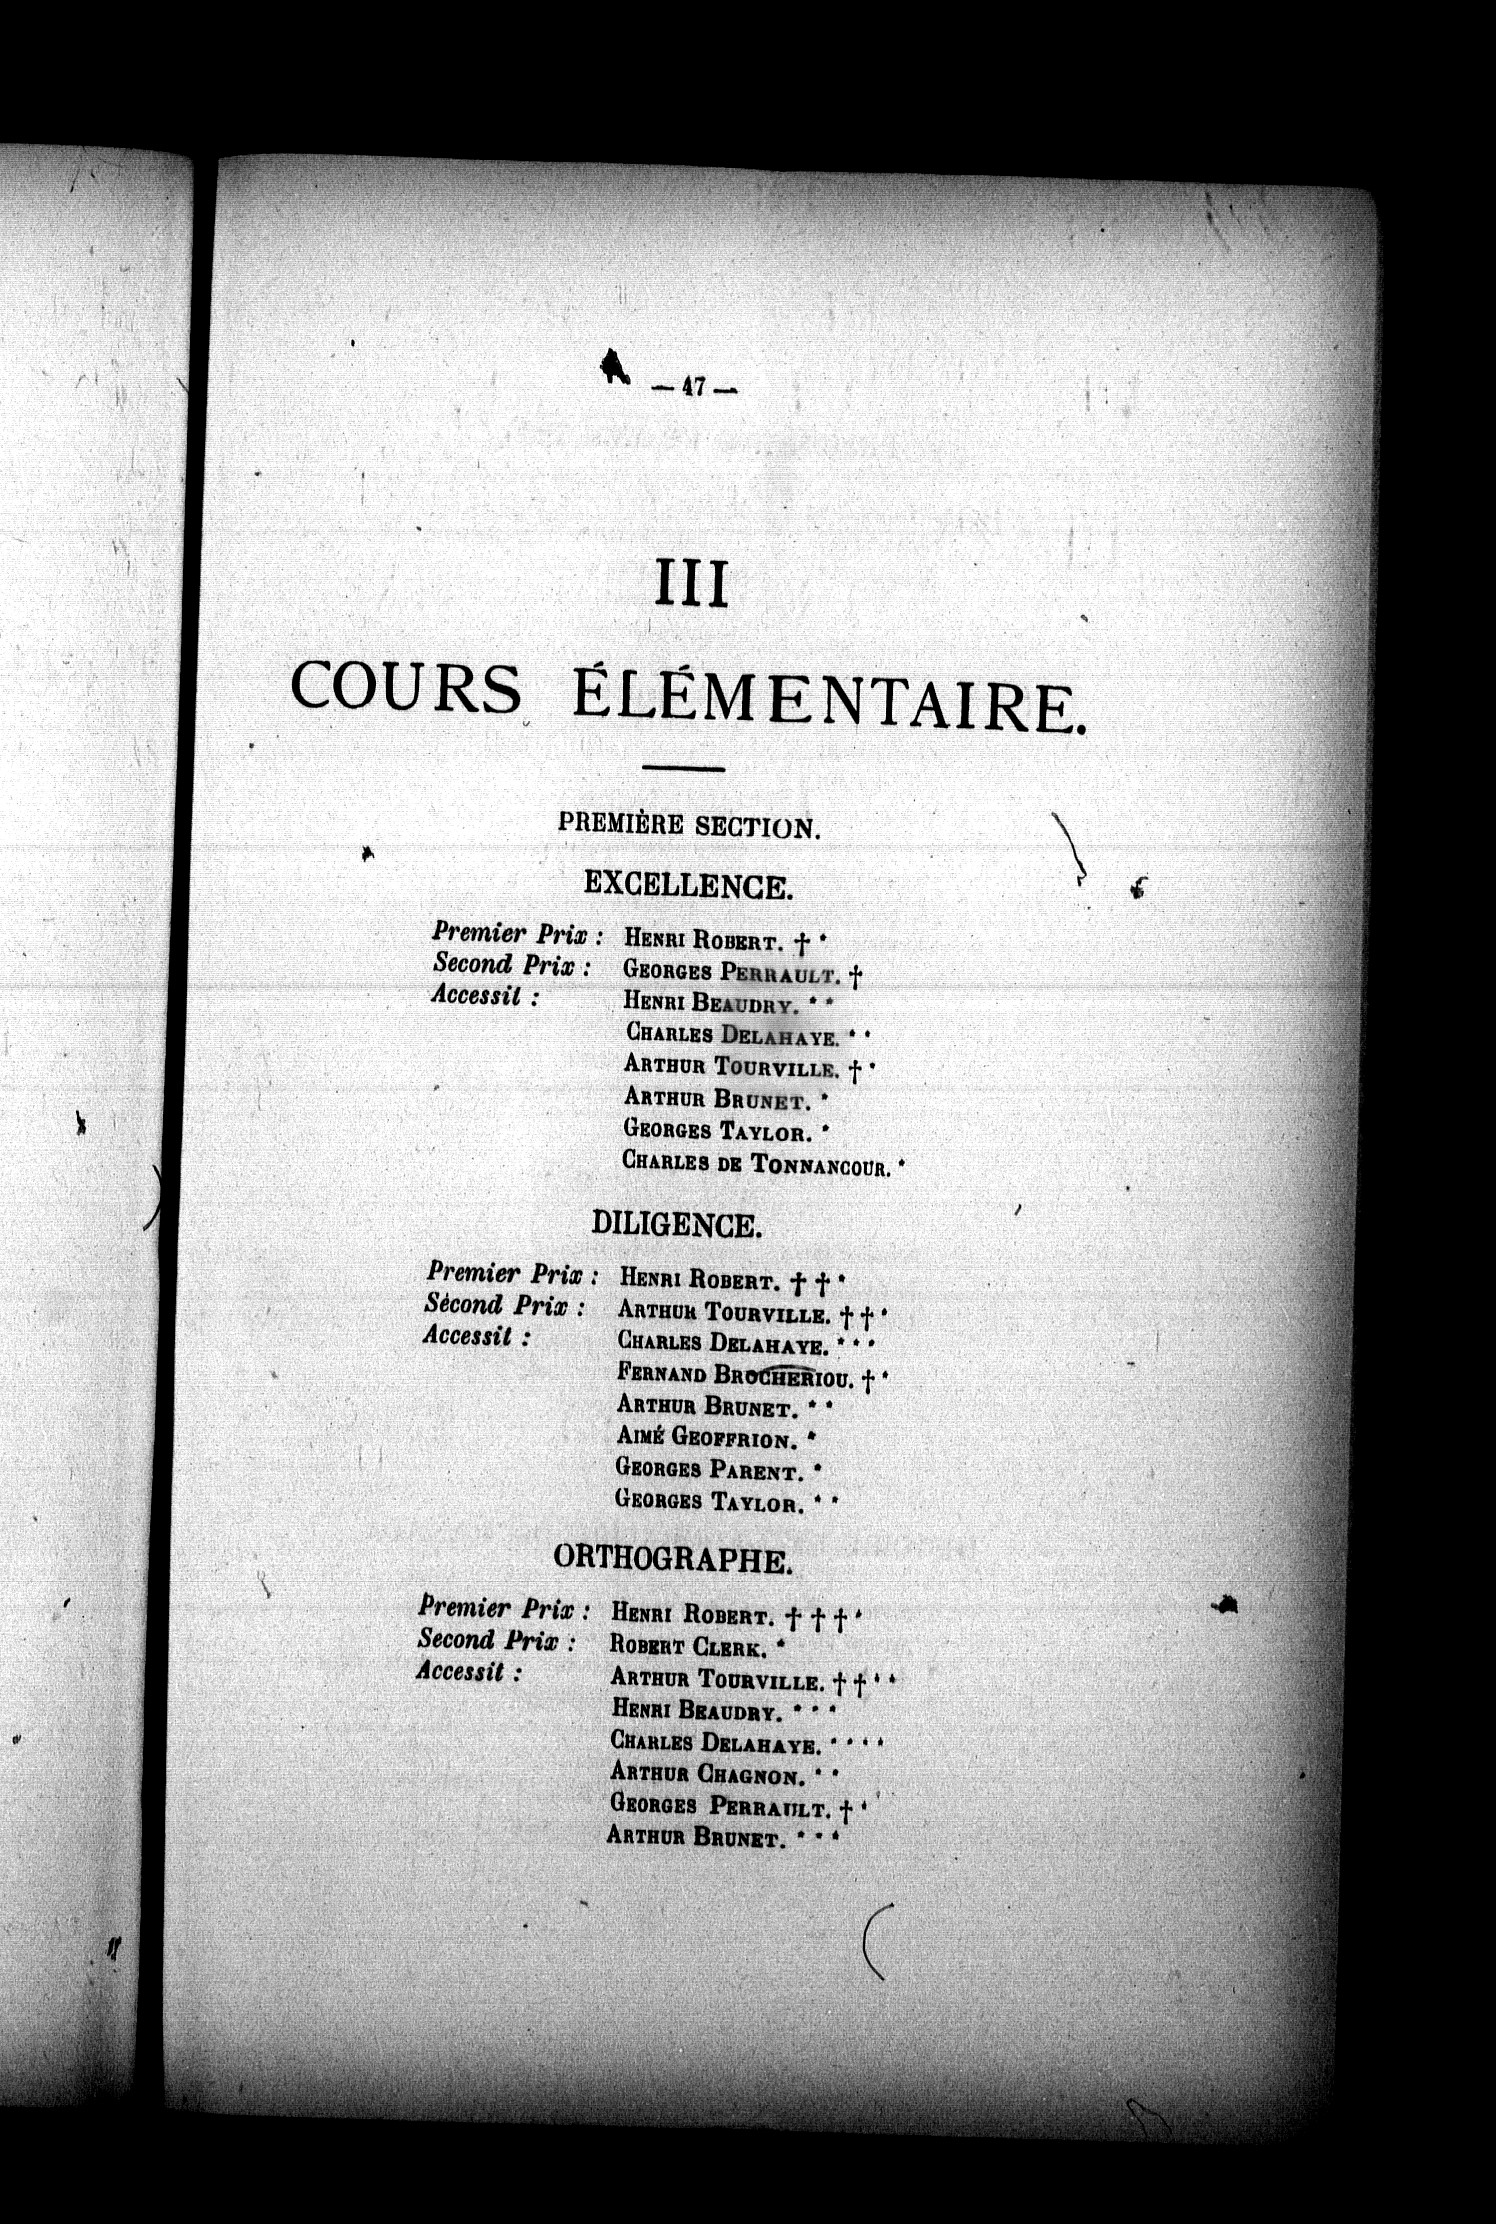 — 47 —
III
COURS ÉLÉMENTAIRE.
PREMIÈRE SECTION.
EXCELLENCE.
Premier Prix : HENRI ROBERT. † *
Second Prix : GEORGES PERRAULT. †
Accessit : HENRI BEAUDRY. * *
CHARLES DELAHAYE. * *
ARTHUR TOURVILLE. † *
ARTHUR BRUNET. *
GEORGES TAYLOR. *
CHARLES DE TONNANCOUR. *
DILIGENCE.
Premier Prix : HENRI ROBERT. † † *
Second Prix : ARTHUR TOURVILLE. † † *
Accessit : CHARLES DELAHAYE. * * *
FERNAND BROCHERIOU. † *
ARTHUR BRUNET. * *
AIMÉ GEOFFRION. *
GEORGES PARENT. *
GEORGES TAYLOR. * *
ORTHOGRAPHE.
Premier Prix : HENRI ROBERT. † † † *
Second Prix : ROBERT CLERK. *
Accessit : ARTHUR TOURVILLE. † † * *
HENRI BEAUDRY. * * *
CHARLES DELAHAYE. * * * *
ARTHUR CHAGNON. * *
GEORGES PERRAULT. † *
ARTHUR BRUNET. * * *